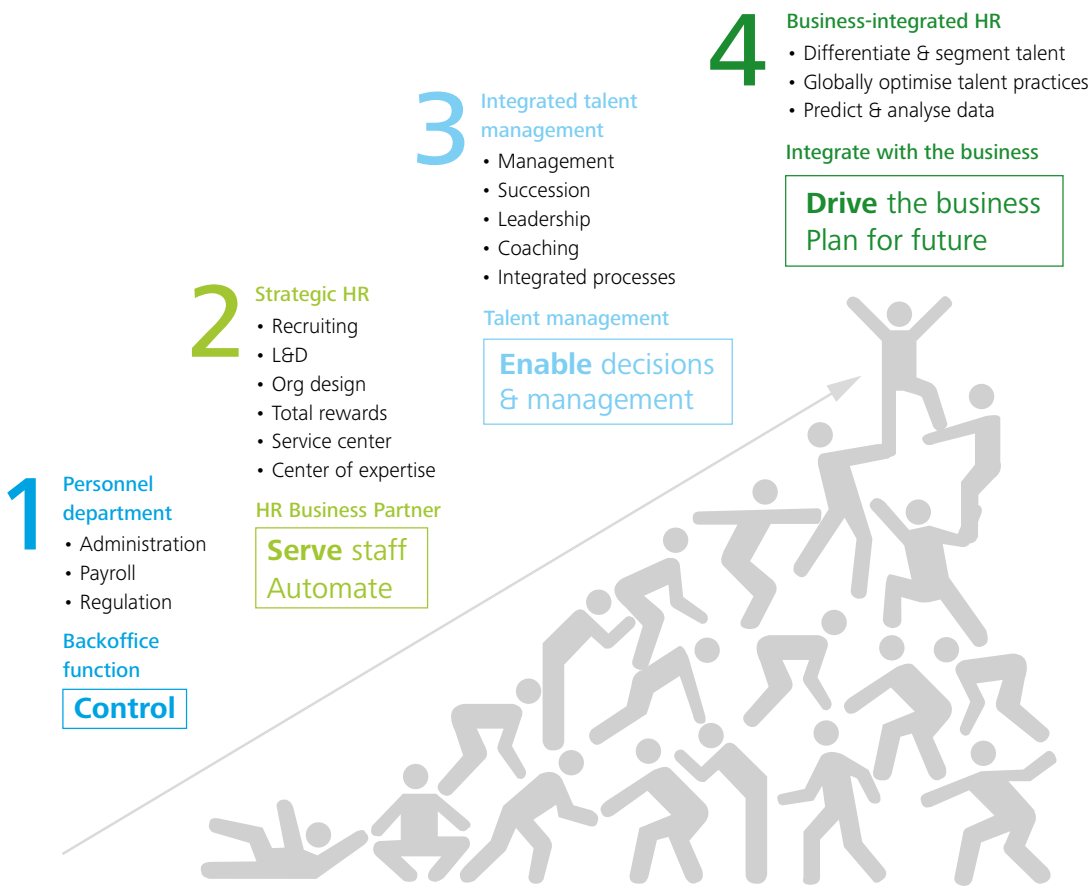 1
Personnel
department
• Administration
• Payroll
• Regulation
Backoffice
function
Control
2
Strategic HR
• Recruiting
• L&D
• Org design
• Total rewards
• Service center
• Center of expertise
HR Business Partner
Serve staff
Automate
3
Integrated talent
management
• Management
• Succession
• Leadership
• Coaching
• Integrated processes
Talent management
Enable decisions
& management
4
Business-integrated HR
• Differentiate & segment talent
• Globally optimise talent practices
• Predict & analyse data
Integrate with the business
Drive the business
Plan for future